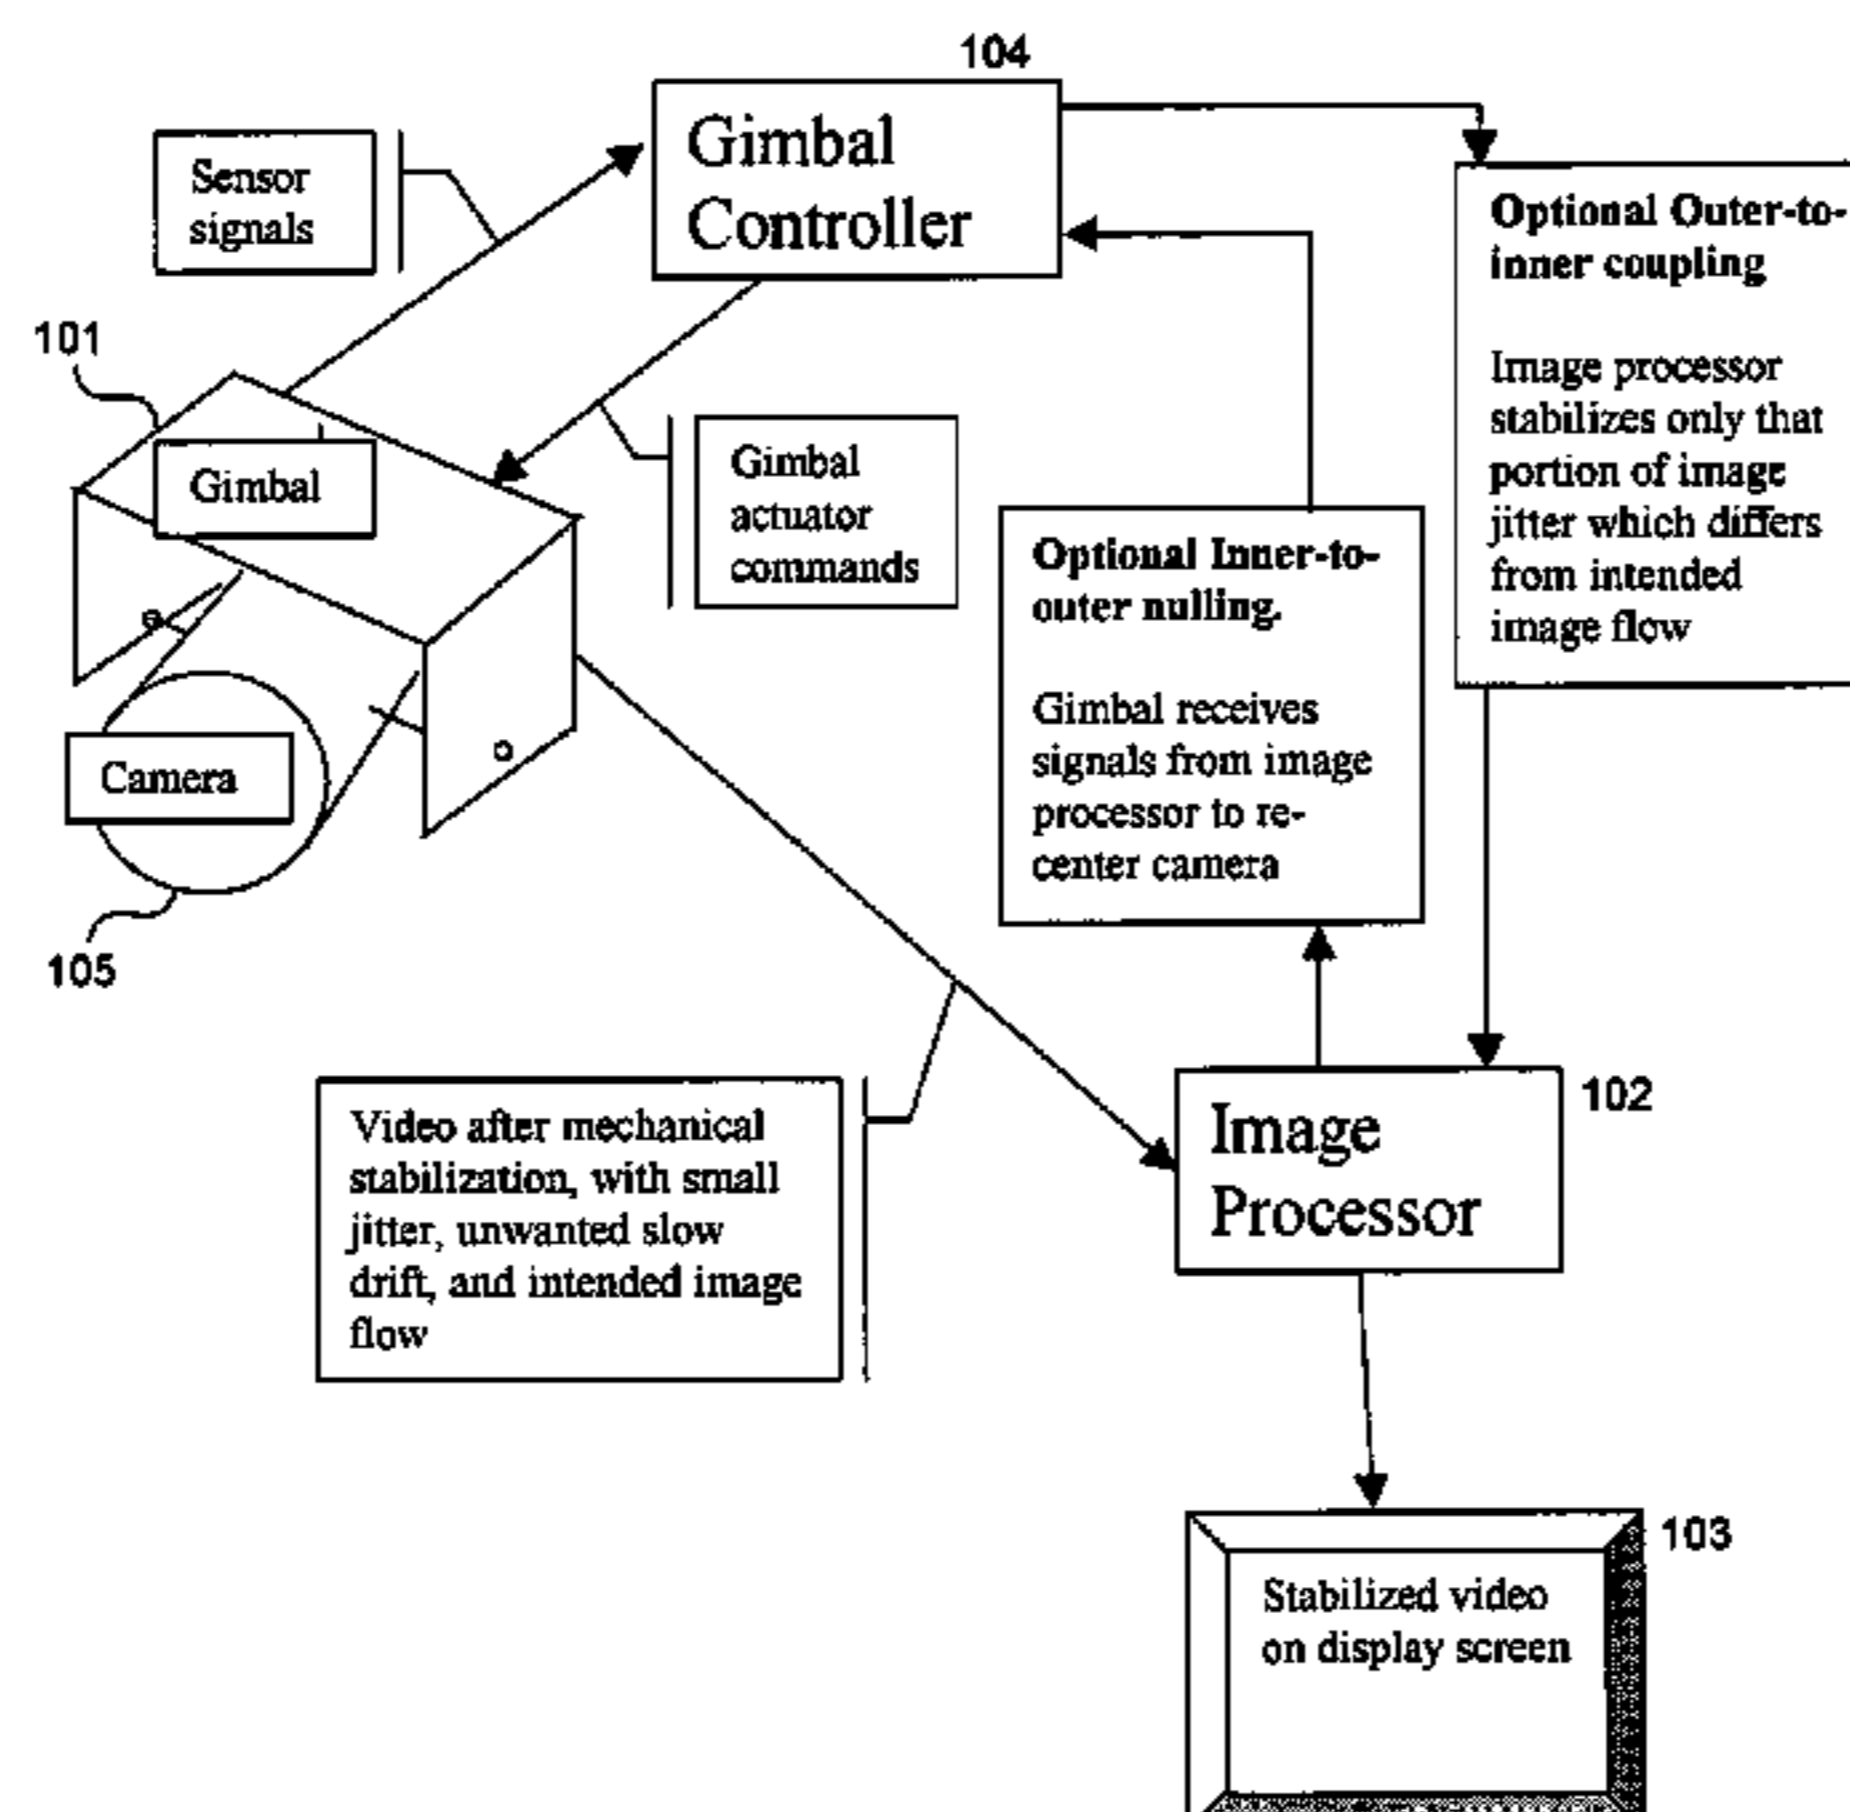 104
Gimbal
Controller
Sensor
signals
Optional Outer-to-
inner coupling
Image processor
stabilizes only that
portion of image
jitter which differs
from intended
image flow
101
Gimbal
Gimbal
actuator
commands
Optional Inner-to-
outer nulling.
Gimbal receives
signals from image
processor to re-
center camera
Camera
105
Video after mechanical
stabilization, with small
jitter, unwanted slow
drift, and intended image
flow
102
Image
Processor
103
Stabilized video
on display screen